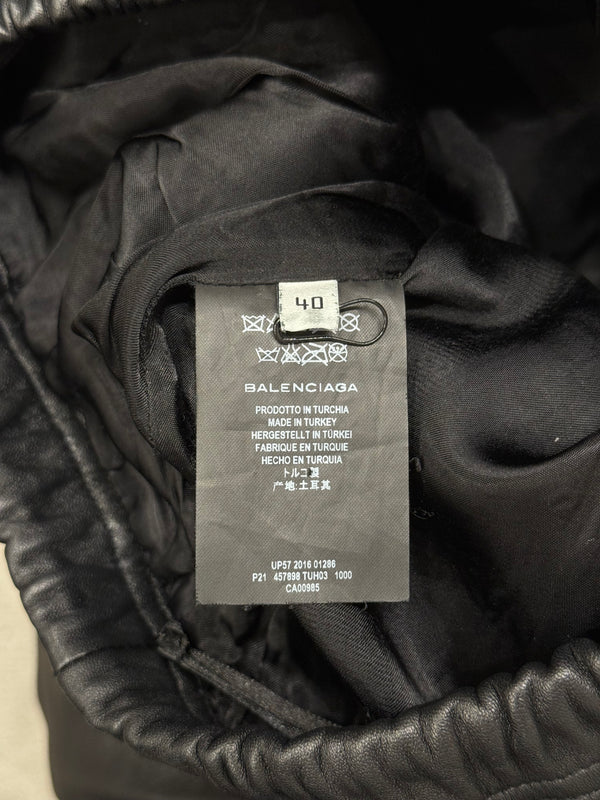 40
BALENCIAGA
PRODOTTO IN TURCHIA
MADE IN TURKEY
HERGESTELLT IN TÜRKEI
FABRIQUE EN TURQUIE
HECHO EN TURQUIA
トルコ製
产地:土耳其
UP57 2016 01286
P21 457898 TUH03 1000
CA00985